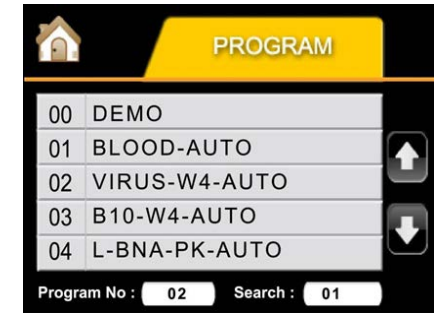 PROGRAM
00 DEMO
01 BLOOD-AUTO
02 VIRUS-W4-AUTO
03 B10-W4-AUTO
04 L-BNA-PK-AUTO
Program No : 02 Search : 01